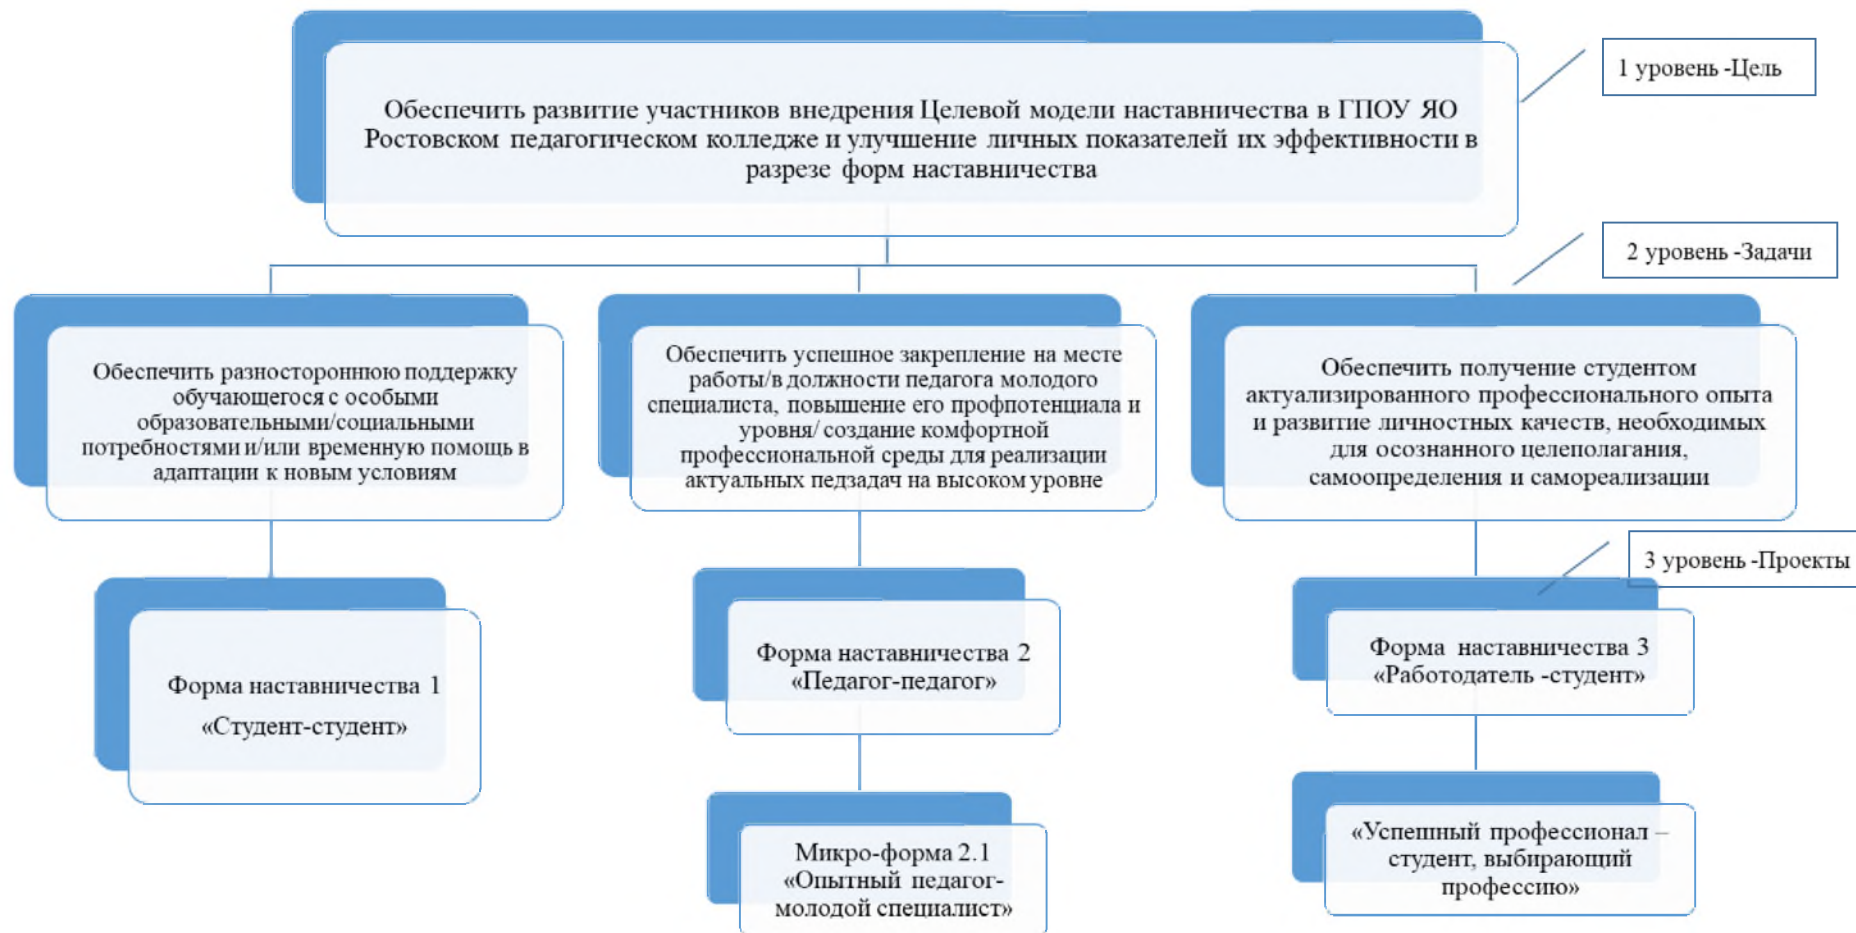 Обеспечить развитие участников внедрения Целевой модели наставничества в ГПОУ ЯО
Ростовском педагогическом колледже и улучшение личных показателей их эффективности в
разрезе форм наставничества
1 уровень -Цель
2 уровень -Задачи
Обеспечить разностороннюю поддержку
обучающегося с особыми
образовательными/социальными
потребностями и/или временную помощь в
адаптации к новым условиям
Обеспечить успешное закрепление на месте
работы/в должности педагога молодого
специалиста, повышение его профпотенциала и
уровня/ создание комфортной
профессиональной среды для реализации
актуальных педзадач на высоком уровне
Обеспечить получение студентом
актуализированного профессионального опыта
и развитие личностных качеств, необходимых
для осознанного целеполагания,
самоопределения и самореализации
3 уровень -Проекты
Форма наставничества 1
«Студент-студент»
Форма наставничества 2
«Педагог-педагог»
Форма наставничества 3
«Работодатель -студент»
Микро-форма 2.1
«Опытный педагог-
молодой специалист»
«Успешный профессионал –
студент, выбирающий
профессию»